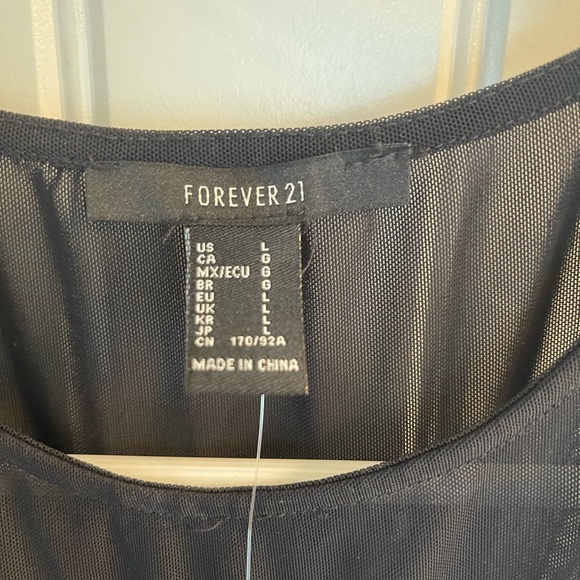 FOREVER 21
US L
CA G
MX/ECU G
BR G
EU L
UK L
KR L
JP L
CN 170/92A
MADE IN CHINA